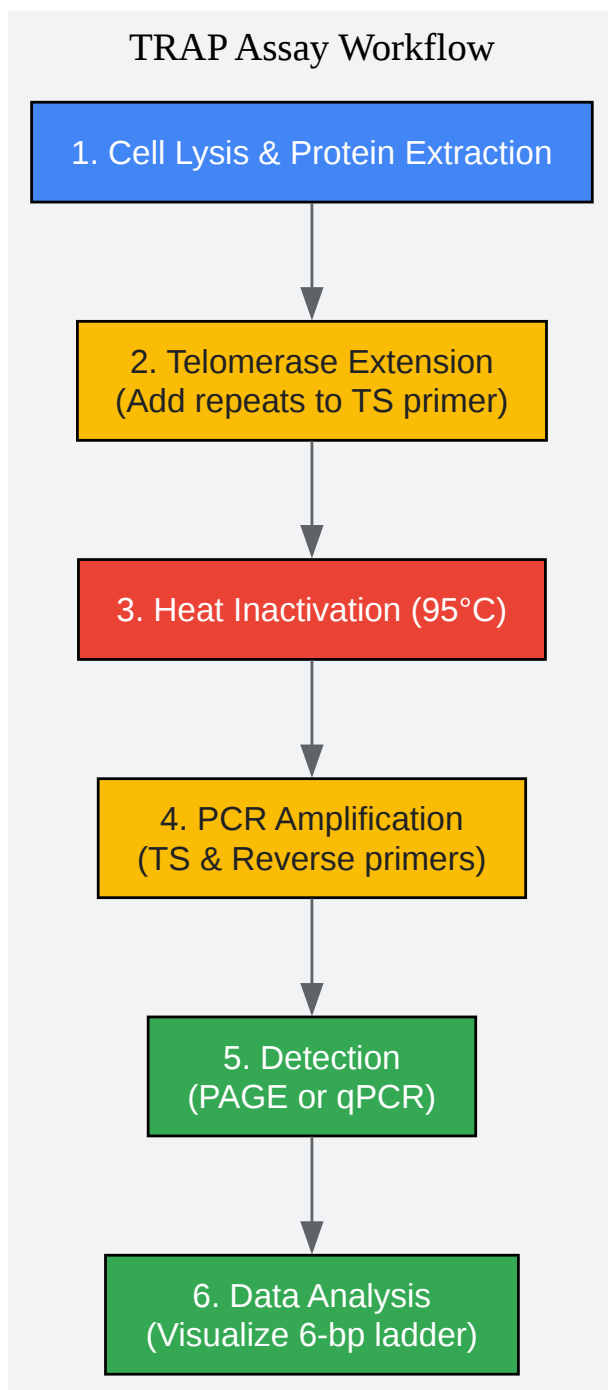 TRAP Assay Workflow
1. Cell Lysis & Protein Extraction
2. Telomerase Extension
(Add repeats to TS primer)
3. Heat Inactivation (95°C)
4. PCR Amplification
(TS & Reverse primers)
5. Detection
(PAGE or qPCR)
6. Data Analysis
(Visualize 6-bp ladder)